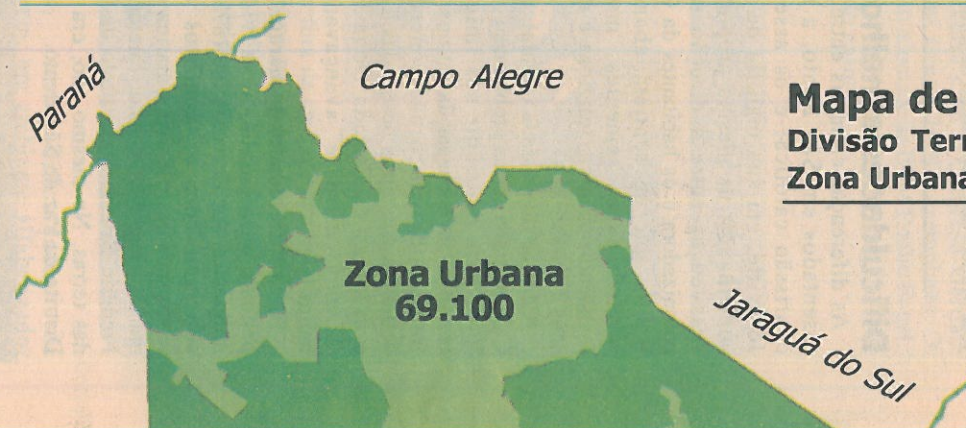 Paraná
Campo Alegre
Mapa de
Divisão Terr
Zona Urbana
Zona Urbana
69.100
Jaraguá do Sul